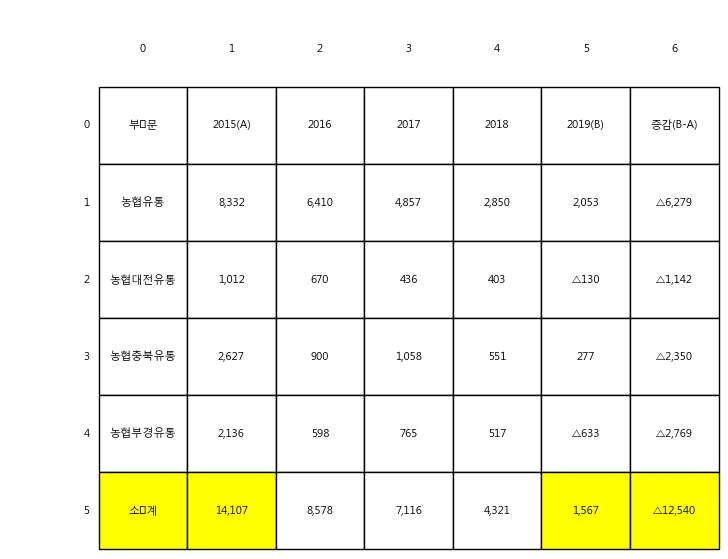 0 1 2 3 4 5 6
0 부□문 2015(A) 2016 2017 2018 2019(B) 증감(B-A)
1 농협유통 8,332 6,410 4,857 2,850 2,053 △6,279
2 농협대전유통 1,012 670 436 403 △130 △1,142
3 농협충북유통 2,627 900 1,058 551 277 △2,350
4 농협부경유통 2,136 598 765 517 △633 △2,769
5 소□계 14,107 8,578 7,116 4,321 1,567 △12,540